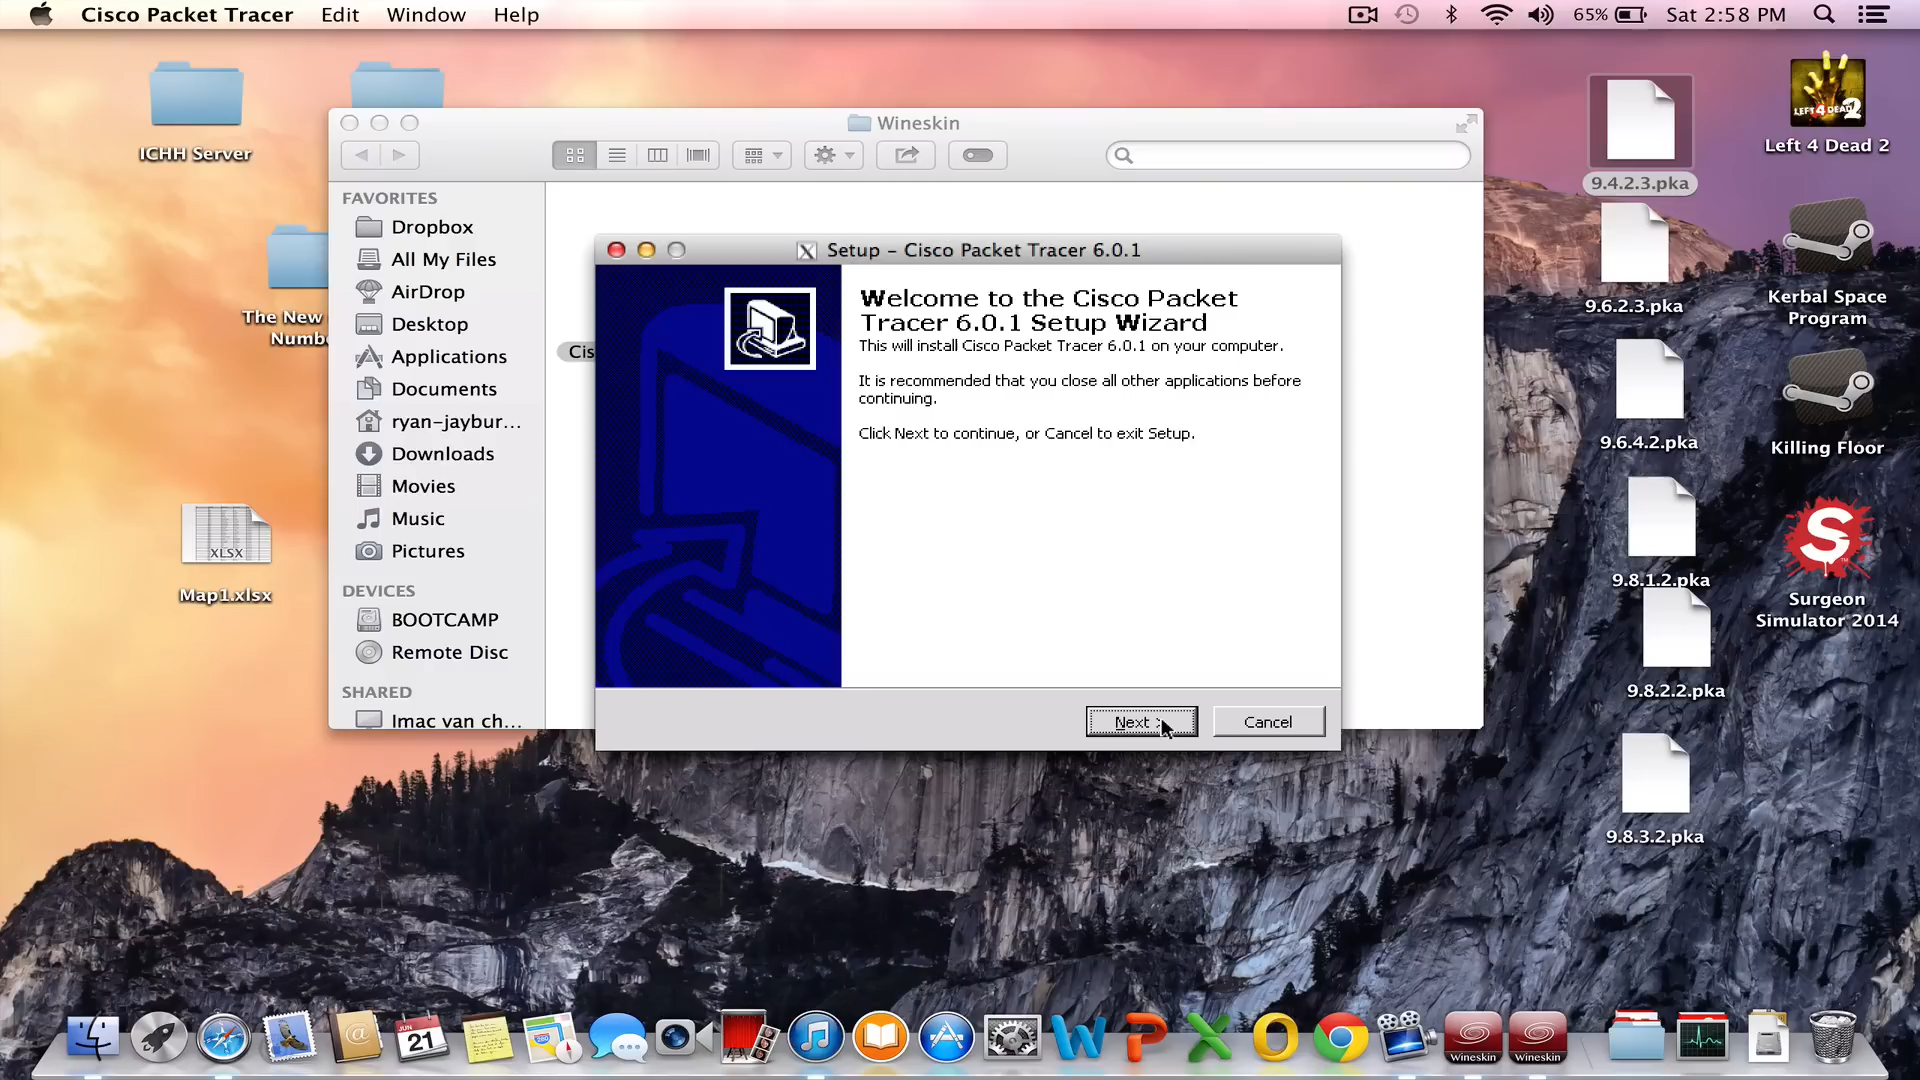 Cisco Packet Tracer Edit Window Help
65% Sat 2:58 PM
ICHH Server
The New
Map1.xlsx
XLSX
Wineskin
FAVORITES
Dropbox
All My Files
AirDrop
Desktop
Applications
Documents
ryan-jaybur...
Downloads
Movies
Music
Pictures
DEVICES
BOOTCAMP
Remote Disc
SHARED
Imac van ch...
Cis
Setup – Cisco Packet Tracer 6.0.1
Welcome to the Cisco Packet
Tracer 6.0.1 Setup Wizard
This will install Cisco Packet Tracer 6.0.1 on your computer.
It is recommended that you close all other applications before
continuing.
Click Next to continue, or Cancel to exit Setup.
Next >
Cancel
9.4.2.3.pka
9.6.2.3.pka
9.6.4.2.pka
9.8.1.2.pka
9.8.2.2.pka
9.8.3.2.pka
LEFT 4 DEAD 2
Left 4 Dead 2
Kerbal Space
Program
Killing Floor
S
Surgeon
Simulator 2014
JUN
21
280
W P X O
Wineskin
Wineskin